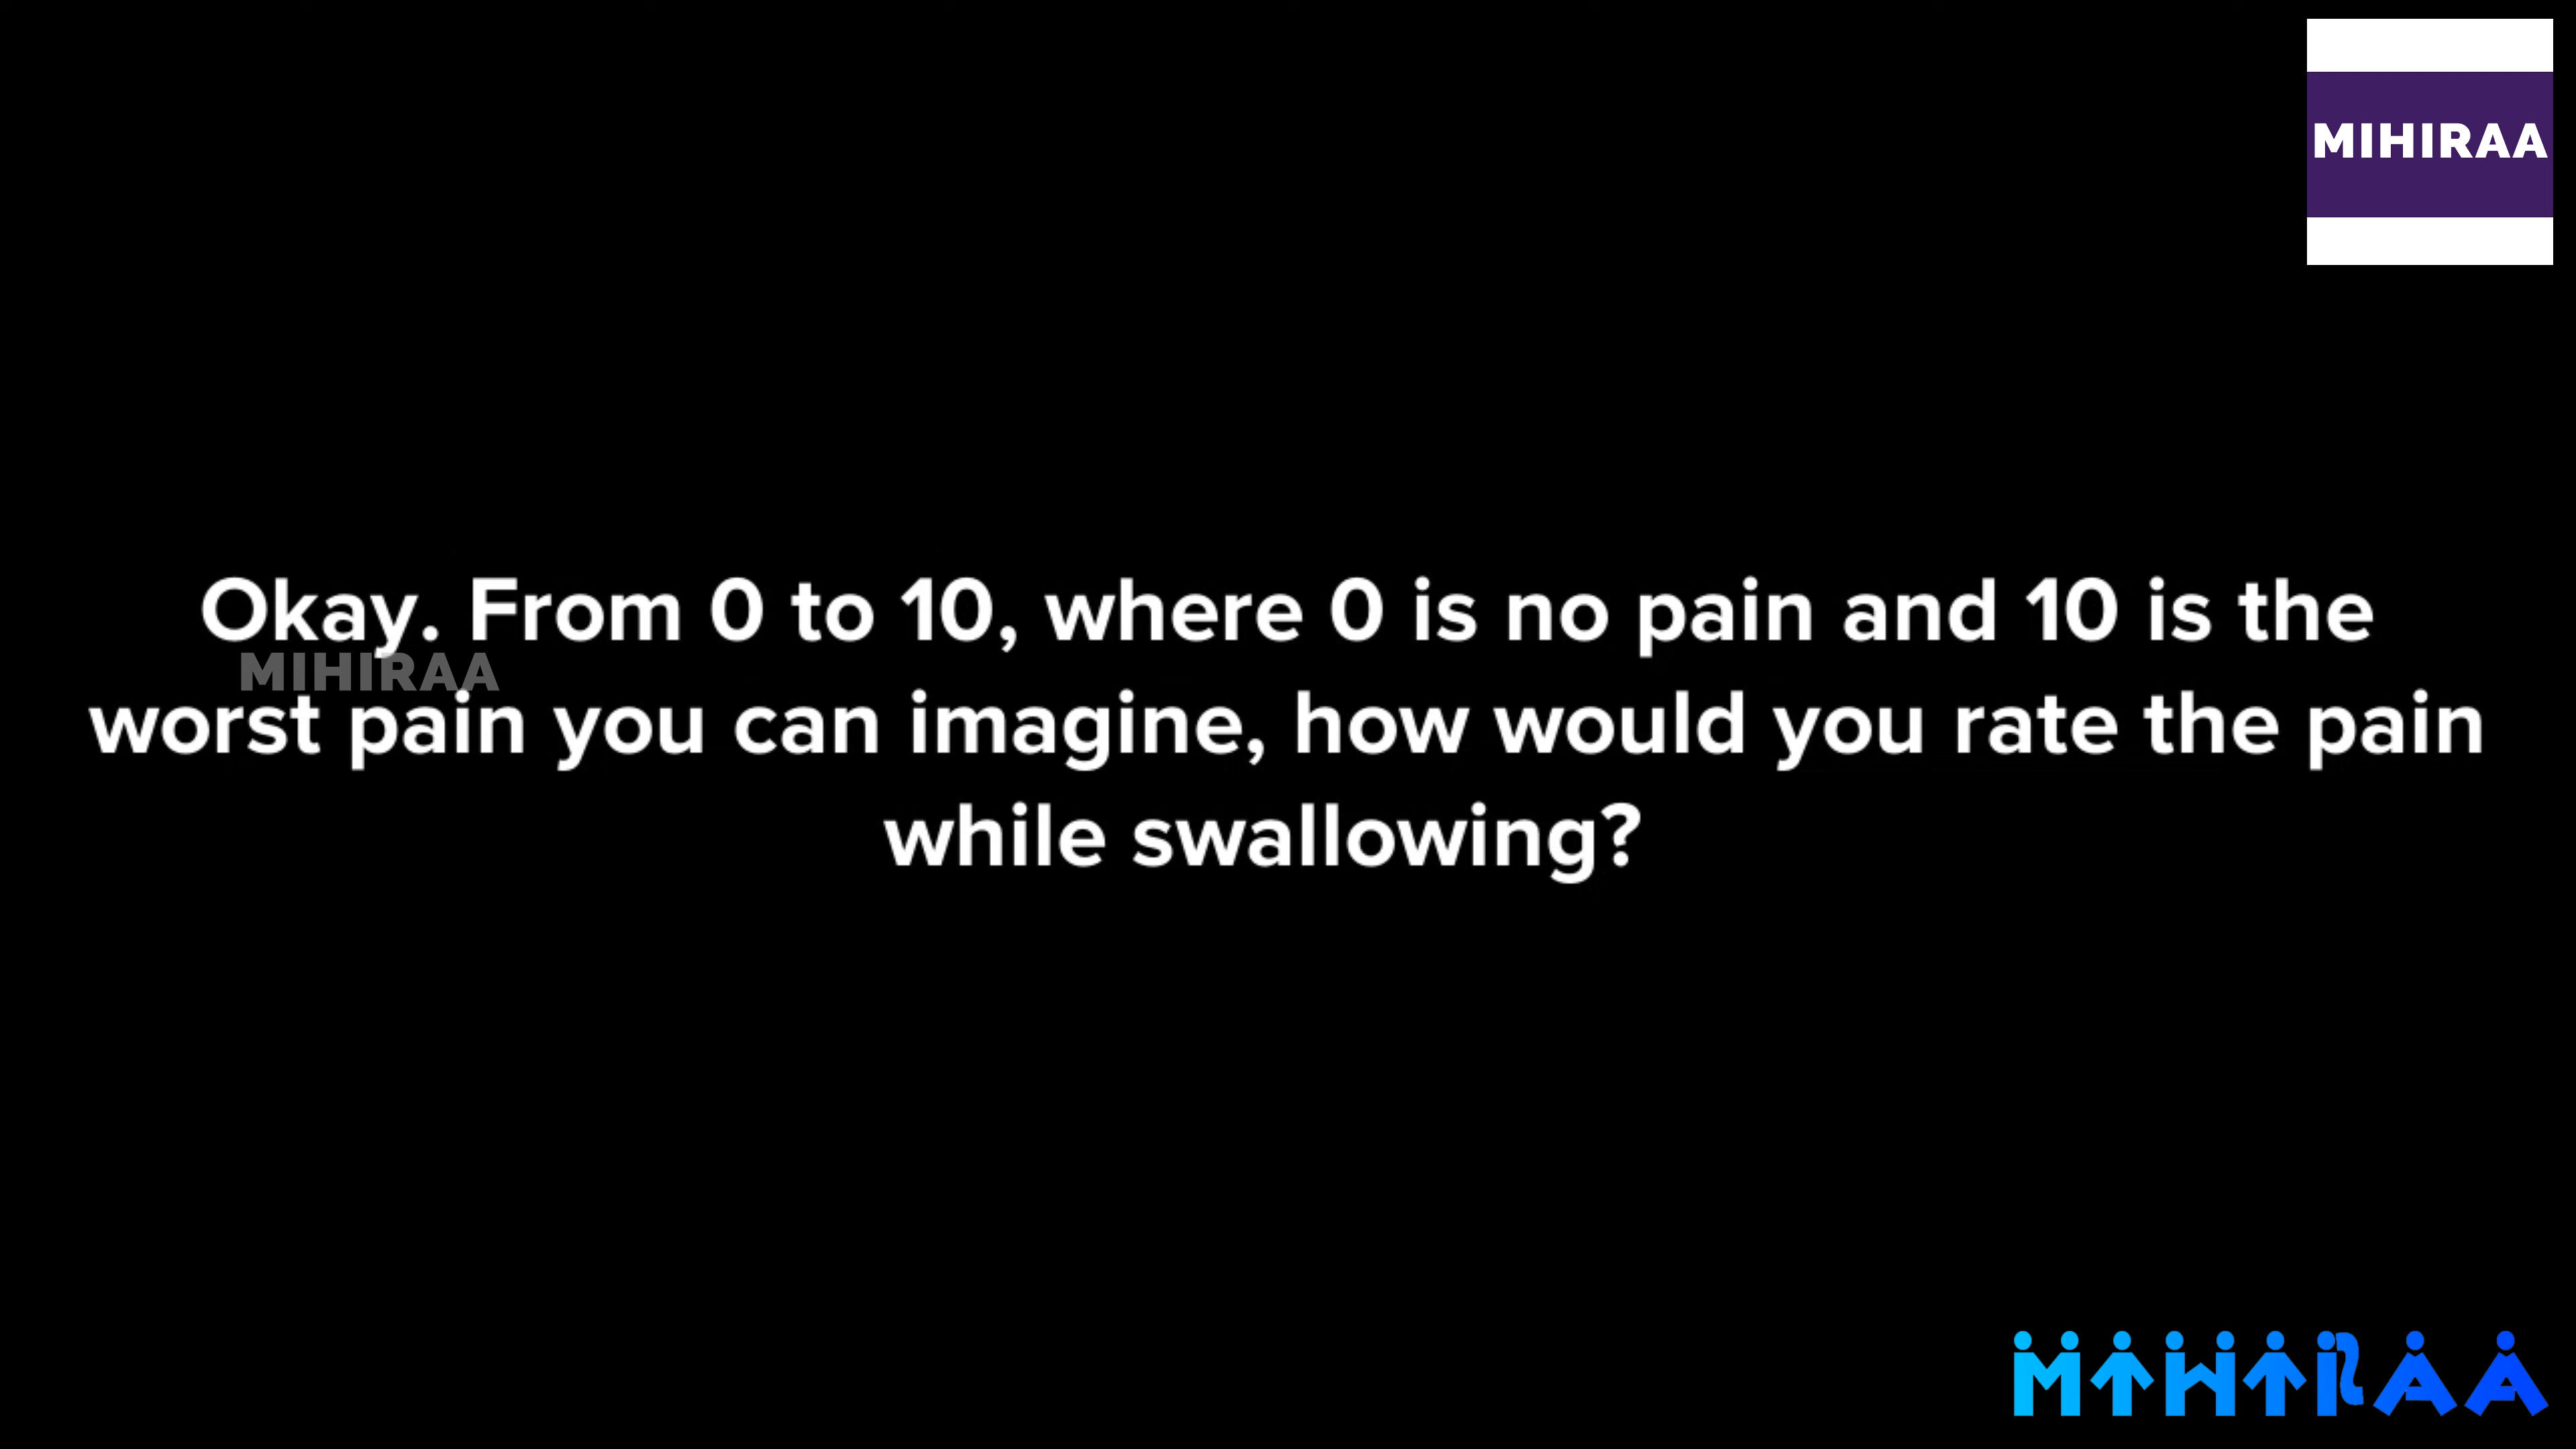 MIHIRAA
Okay. From 0 to 10, where 0 is no pain and 10 is the
MIHIRAA
worst pain you can imagine, how would you rate the pain
while swallowing?
MIHIRAA